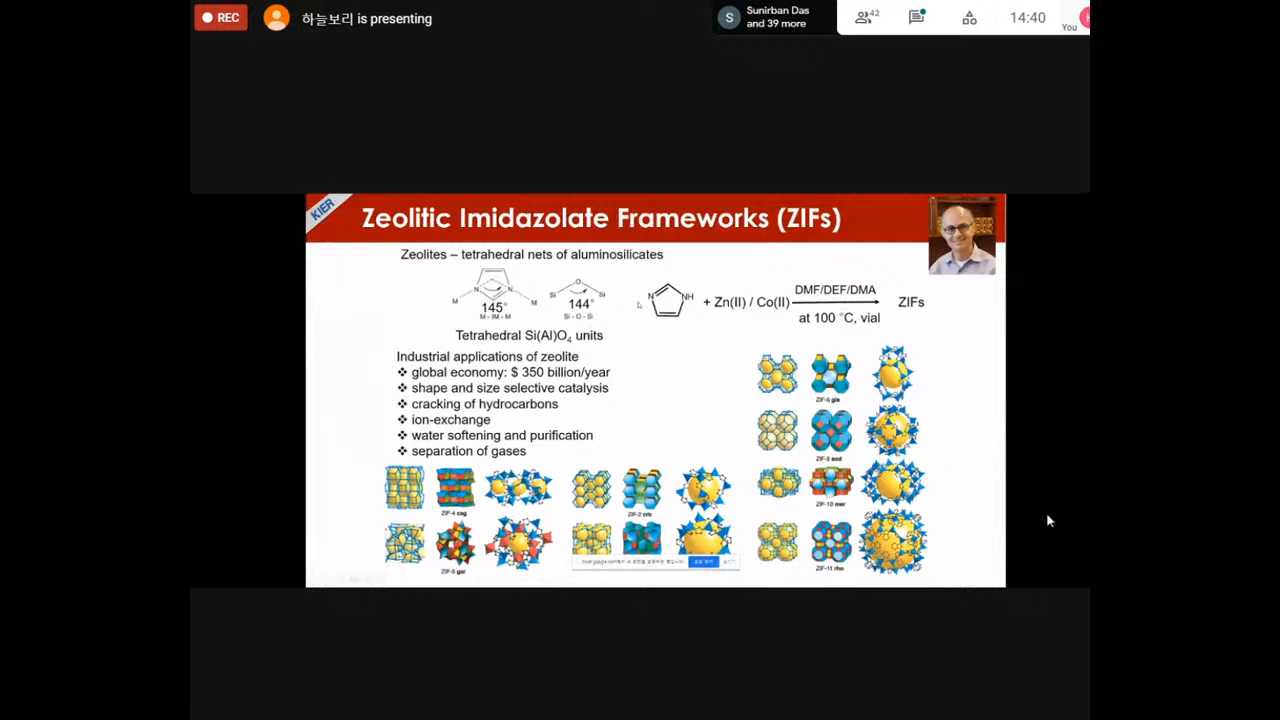 REC
하늘보리 is presenting
Sunirban Das
and 39 more
42
14:40
You
KIER
Zeolitic Imidazolate Frameworks (ZIFs)
Zeolites – tetrahedral nets of aluminosilicates
M
N
N
M
145°
M - IM - M
Si
O
Si
144°
Si - O - Si
N
NH
+ Zn(II) / Co(II)
DMF/DEF/DMA
at 100 °C, vial
ZIFs
Tetrahedral Si(Al)O₄ units
Industrial applications of zeolite
❖ global economy: $ 350 billion/year
❖ shape and size selective catalysis
❖ cracking of hydrocarbons
❖ ion-exchange
❖ water softening and purification
❖ separation of gases
ZIF-6 gis
ZIF-8 sod
ZIF-10 mer
ZIF-11 rho
ZIF-4 cag
ZIF-2 crb
ZIF-5 gar